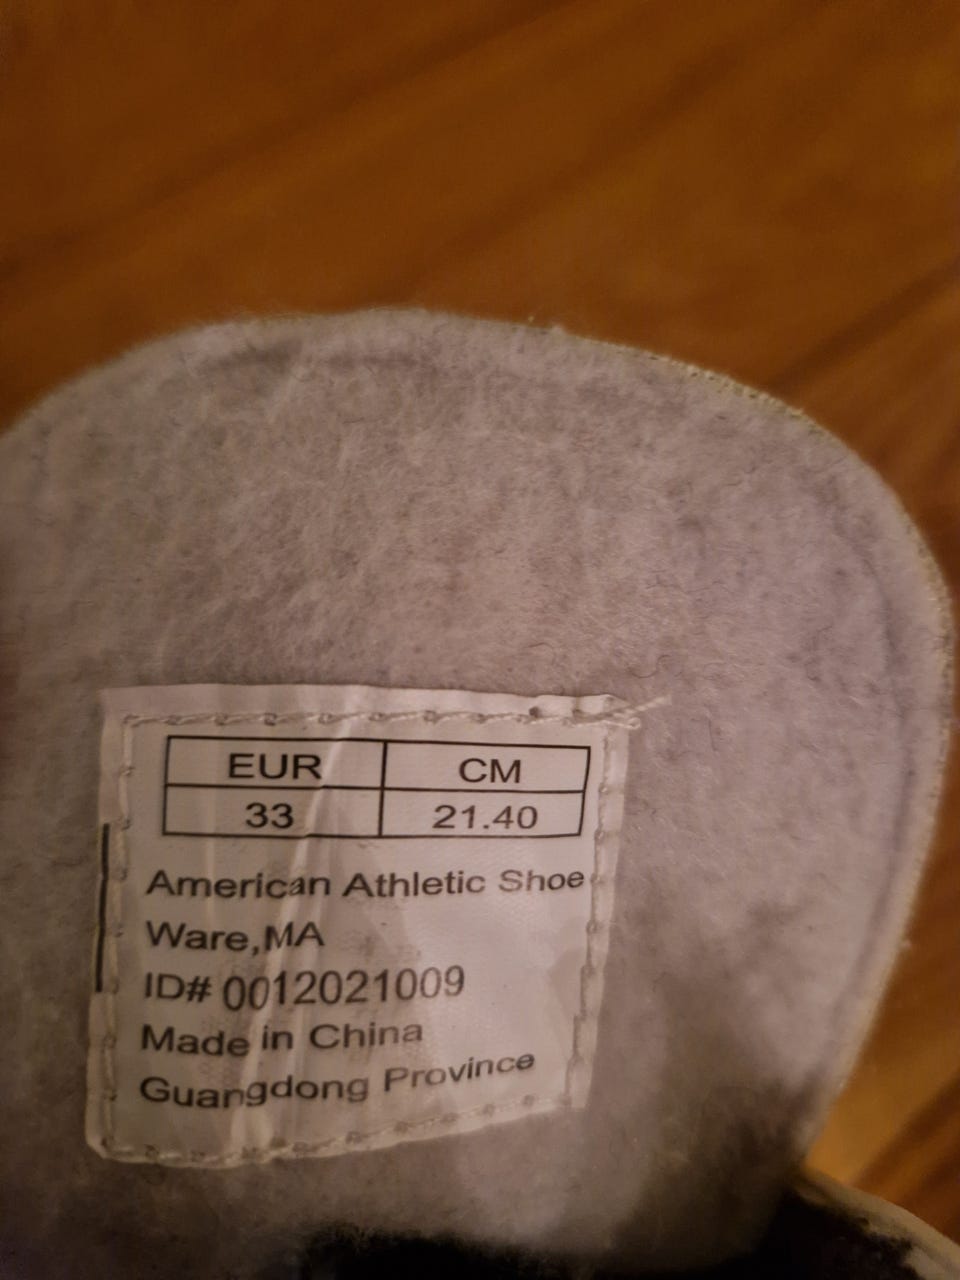 EUR CM
33 21.40
American Athletic Shoe
Ware,MA
ID# 0012021009
Made in China
Guangdong Province